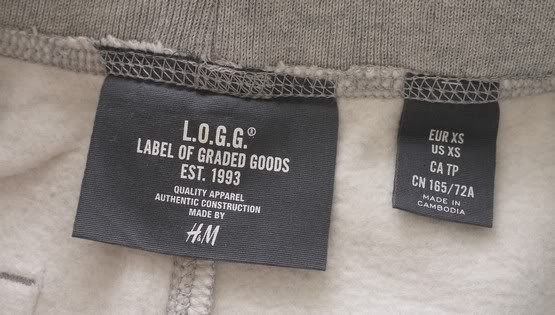 L.O.G.G.®
LABEL OF GRADED GOODS
EST. 1993
QUALITY APPAREL
AUTHENTIC CONSTRUCTION
MADE BY
H&M
EUR XS
US XS
CA TP
CN 165/72A
MADE IN
CAMBODIA